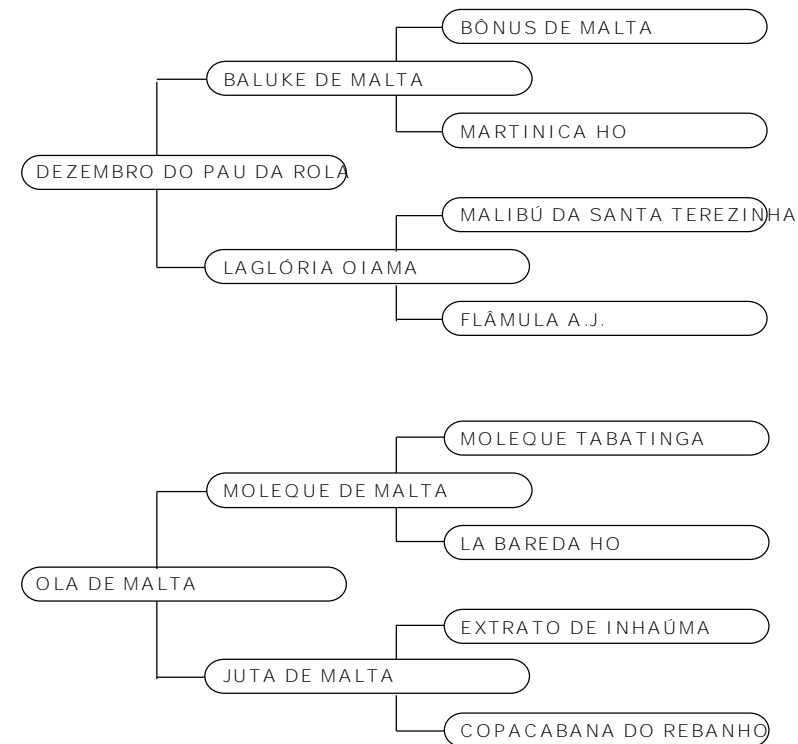 BÔNUS DE MALTA
BALUKE DE MALTA
MARTINICA HO
DEZEMBRO DO PAU DA ROLA
MALIBÚ DA SANTA TEREZINHA
LAGLÓRIA OIAMA
FLÂMULA A.J.
MOLEQUE TABATINGA
MOLEQUE DE MALTA
LA BAREDA HO
OLA DE MALTA
EXTRATO DE INHAÚMA
JUTA DE MALTA
COPACABANA DO REBANHO